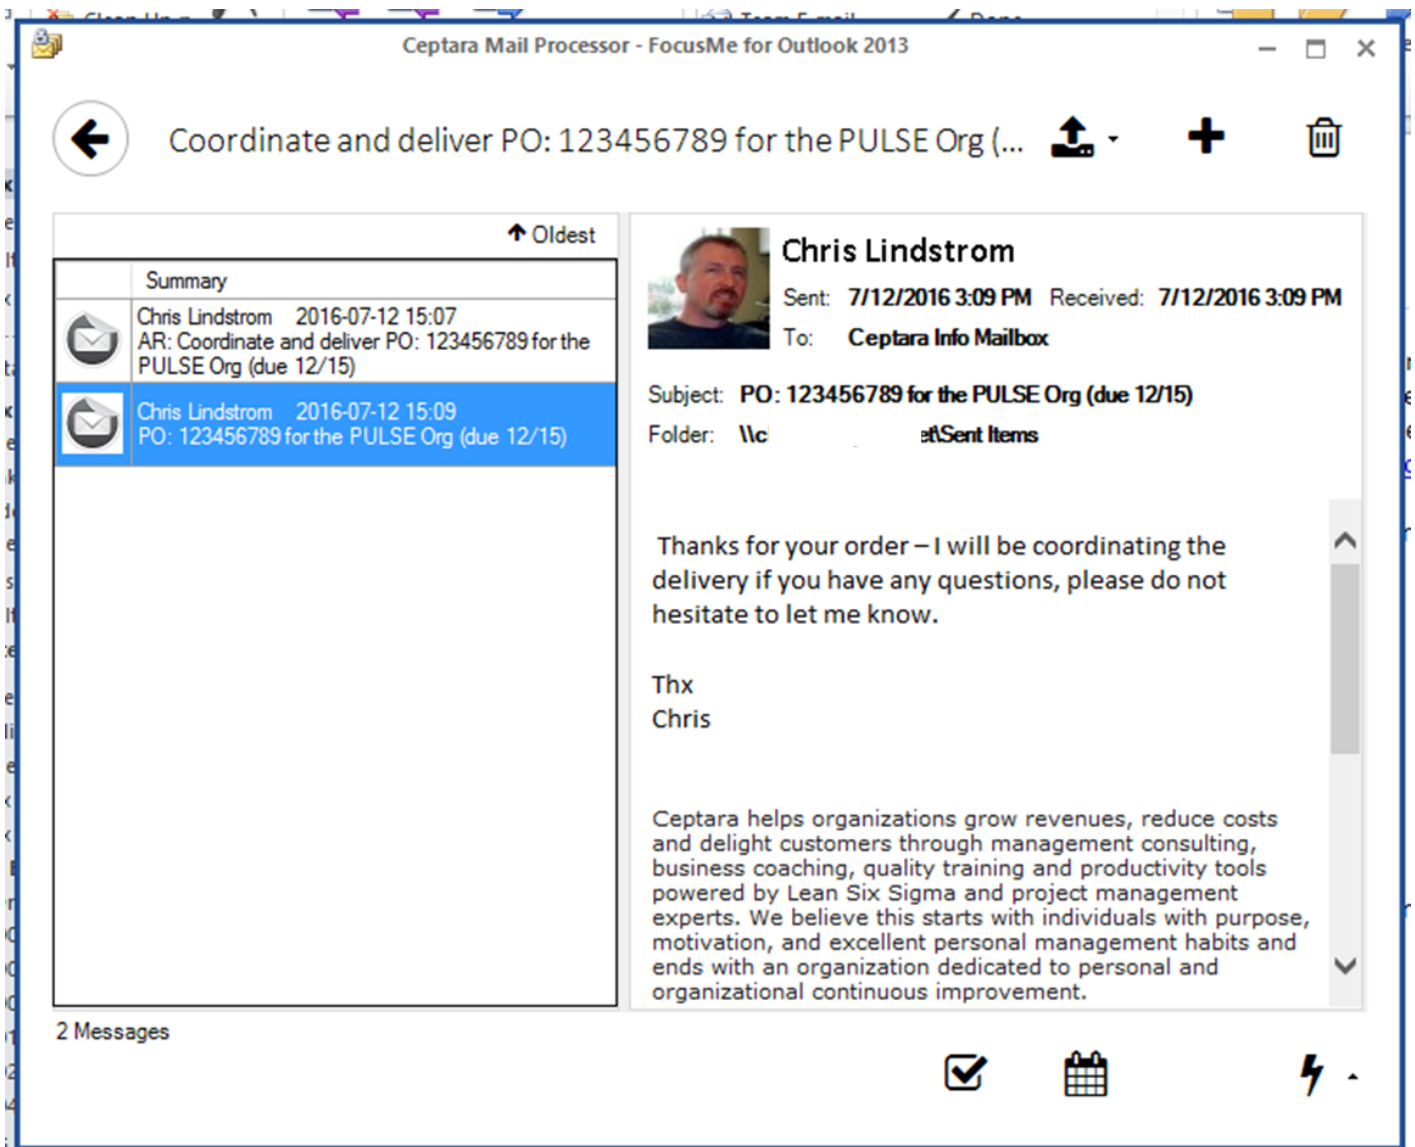 Clean Up
Team E-mail
Done
Ceptara Mail Processor - FocusMe for Outlook 2013
Coordinate and deliver PO: 123456789 for the PULSE Org (...
Oldest
Summary
Chris Lindstrom 2016-07-12 15:07
AR: Coordinate and deliver PO: 123456789 for the
PULSE Org (due 12/15)
Chris Lindstrom 2016-07-12 15:09
PO: 123456789 for the PULSE Org (due 12/15)
2 Messages
Chris Lindstrom
Sent: 7/12/2016 3:09 PM Received: 7/12/2016 3:09 PM
To: Ceptara Info Mailbox
Subject: PO: 123456789 for the PULSE Org (due 12/15)
Folder: \\c et\Sent Items
Thanks for your order – I will be coordinating the
delivery if you have any questions, please do not
hesitate to let me know.
Thx
Chris
Ceptara helps organizations grow revenues, reduce costs
and delight customers through management consulting,
business coaching, quality training and productivity tools
powered by Lean Six Sigma and project management
experts. We believe this starts with individuals with purpose,
motivation, and excellent personal management habits and
ends with an organization dedicated to personal and
organizational continuous improvement.